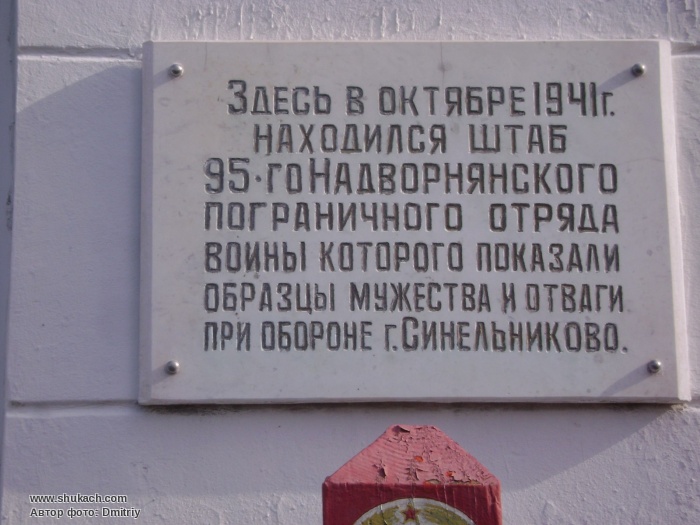 Здесь в октябре 1941г.
находился штаб
95-го Надворнянского
пограничного отряда
воины которого показали
образцы мужества и отваги
при обороне г. Синельниково.
www.shukach.com
Автор фото: Dmitriy